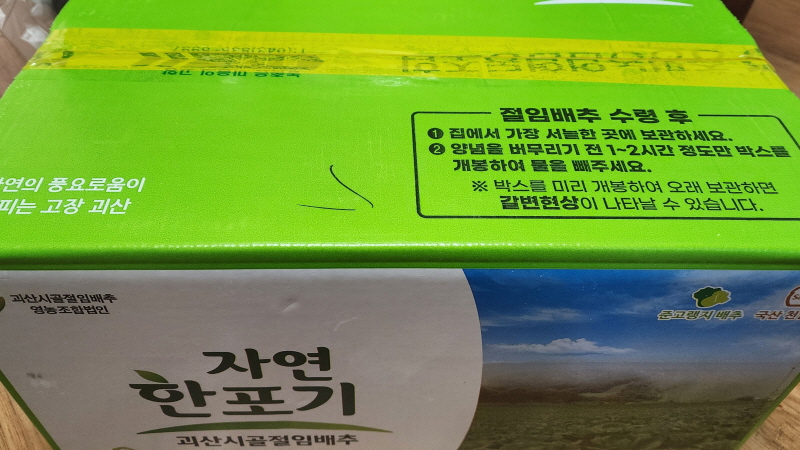 절임배추 수령 후
❶ 집에서 가장 서늘한 곳에 보관하세요.
❷ 양념을 버무리기 전 1~2시간 정도만 박스를
개봉하여 물을 빼주세요.
※ 박스를 미리 개봉하여 오래 보관하면
갈변현상이 나타날 수 있습니다.
연의 풍요로움이
피는 고장 괴산
괴산시골절임배추
영농조합법인
준고랭지 배추
국산
자연
한포기
괴산시골절임배추